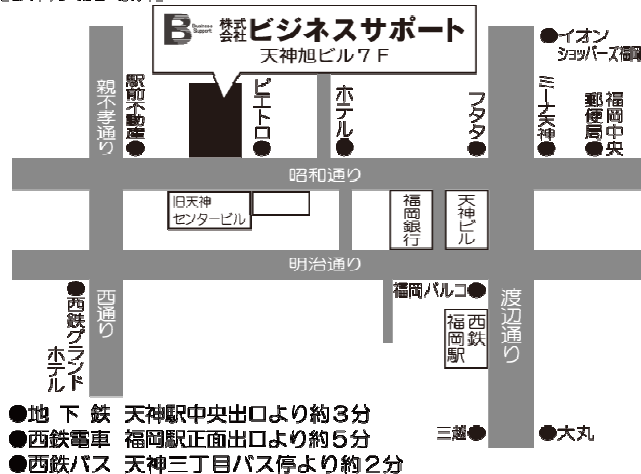 B Business Support 株式会社ビジネスサポート
天神旭ビル７Ｆ
イオン
ショッパーズ福岡
親不孝通り
駅前不動産
ピエトロ
ホテル
フタタ
ミーナ天神
福岡中央
郵便局
昭和通り
旧天神
センタービル
福岡銀行
天神ビル
明治通り
西鉄グランド
ホテル
西通り
福岡パルコ
西鉄
福岡駅
渡辺通り
三越
大丸
●地下鉄 天神駅中央出口より約３分
●西鉄電車 福岡駅正面出口より約５分
●西鉄バス 天神三丁目バス停より約２分